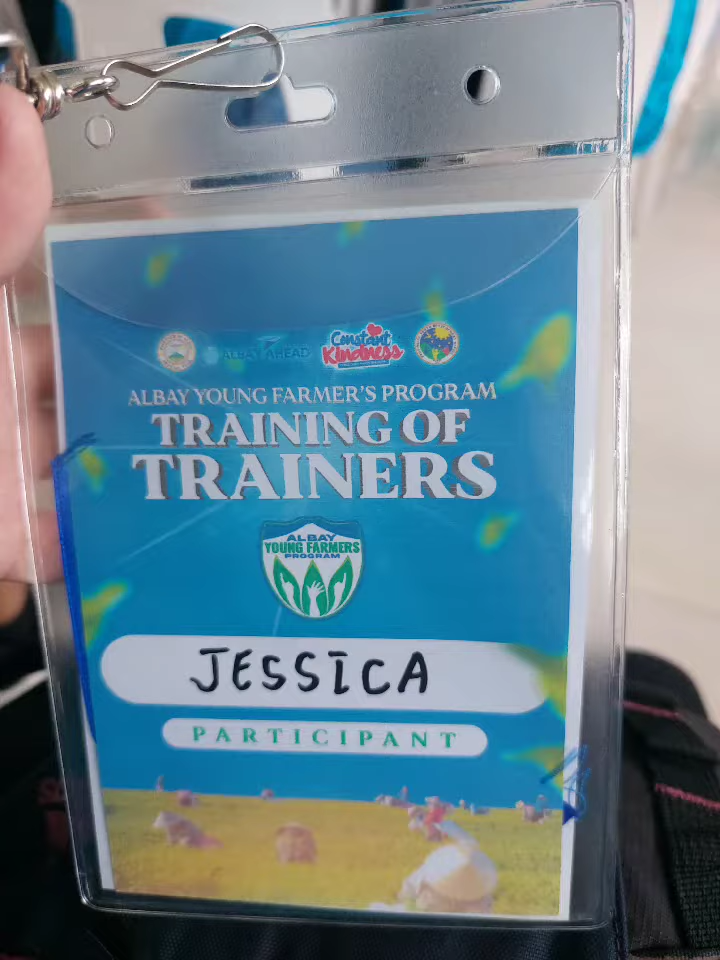 ALBAY AHEAD
Constant
Kindness
ALBAY YOUNG FARMER'S PROGRAM
TRAINING OF
TRAINERS
ALBAY
YOUNG FARMERS
PROGRAM
JESSICA
PARTICIPANT